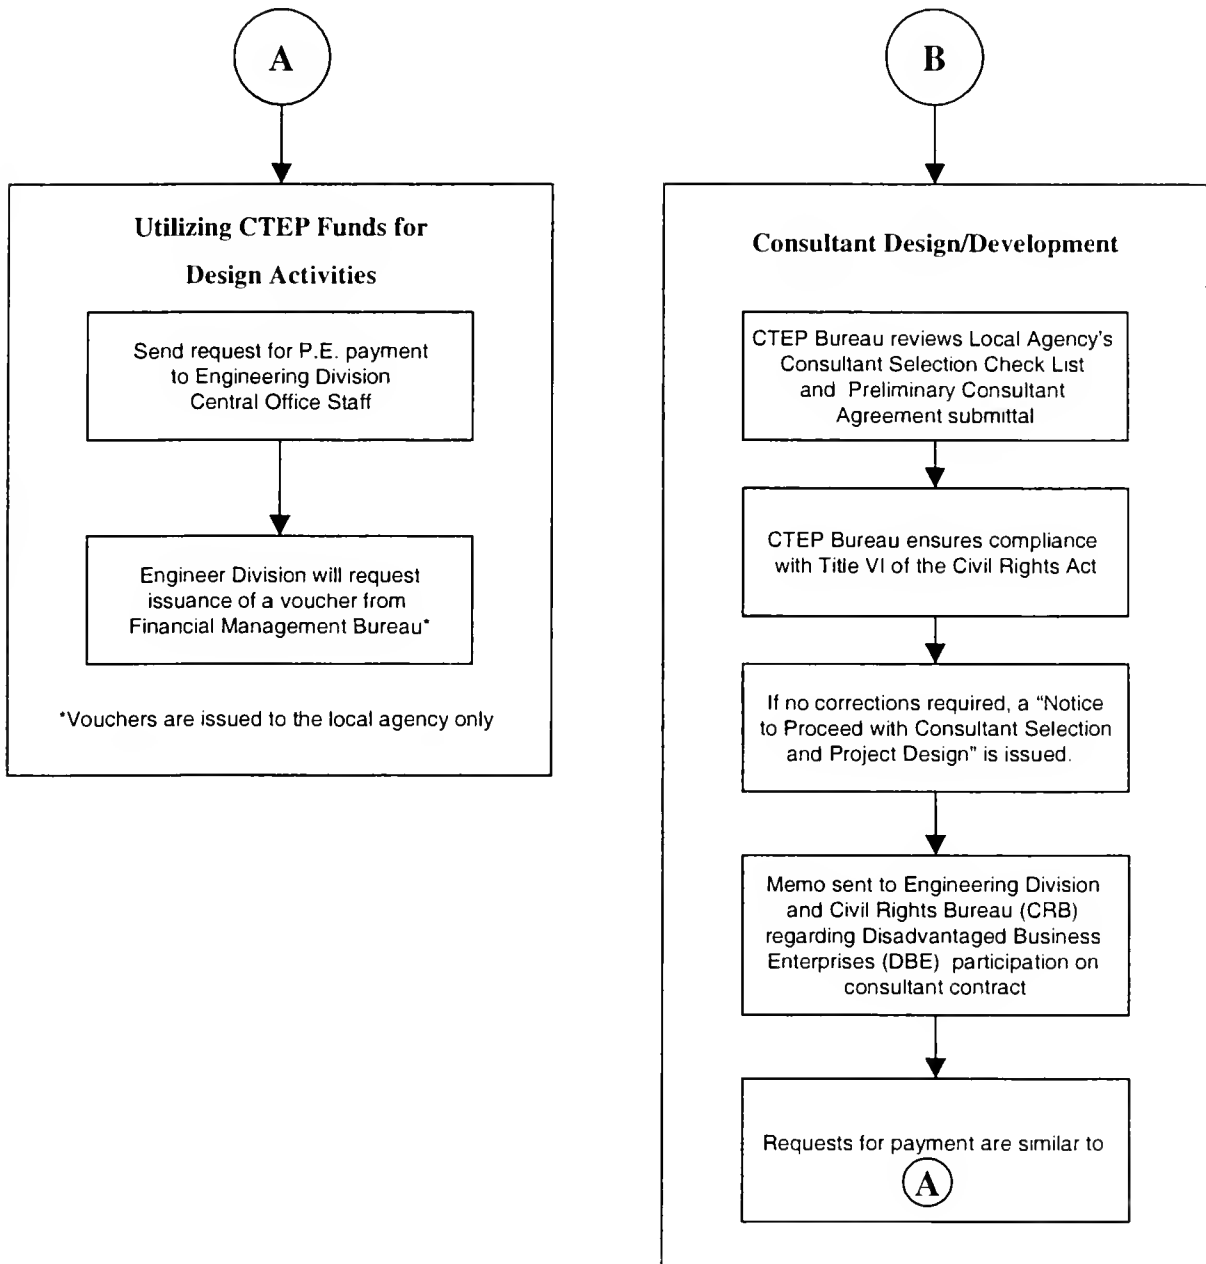 A
Utilizing CTEP Funds for
Design Activities
Send request for P.E. payment
to Engineering Division
Central Office Staff
Engineer Division will request
issuance of a voucher from
Financial Management Bureau*
*Vouchers are issued to the local agency only
B
Consultant Design/Development
CTEP Bureau reviews Local Agency's
Consultant Selection Check List
and Preliminary Consultant
Agreement submittal
CTEP Bureau ensures compliance
with Title VI of the Civil Rights Act
If no corrections required, a “Notice
to Proceed with Consultant Selection
and Project Design” is issued.
Memo sent to Engineering Division
and Civil Rights Bureau (CRB)
regarding Disadvantaged Business
Enterprises (DBE) participation on
consultant contract
Requests for payment are similar to
A